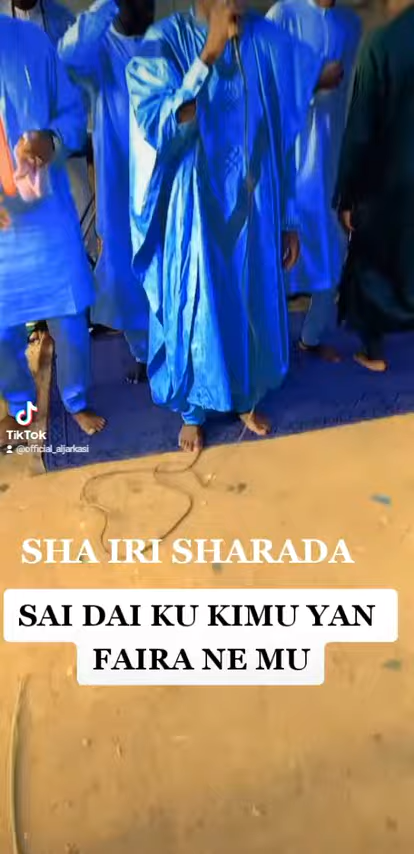 TikTok
@official_aljarkasi
SHA IRI SHARADA
SAI DAI KU KIMU YAN
FAIRA NE MU